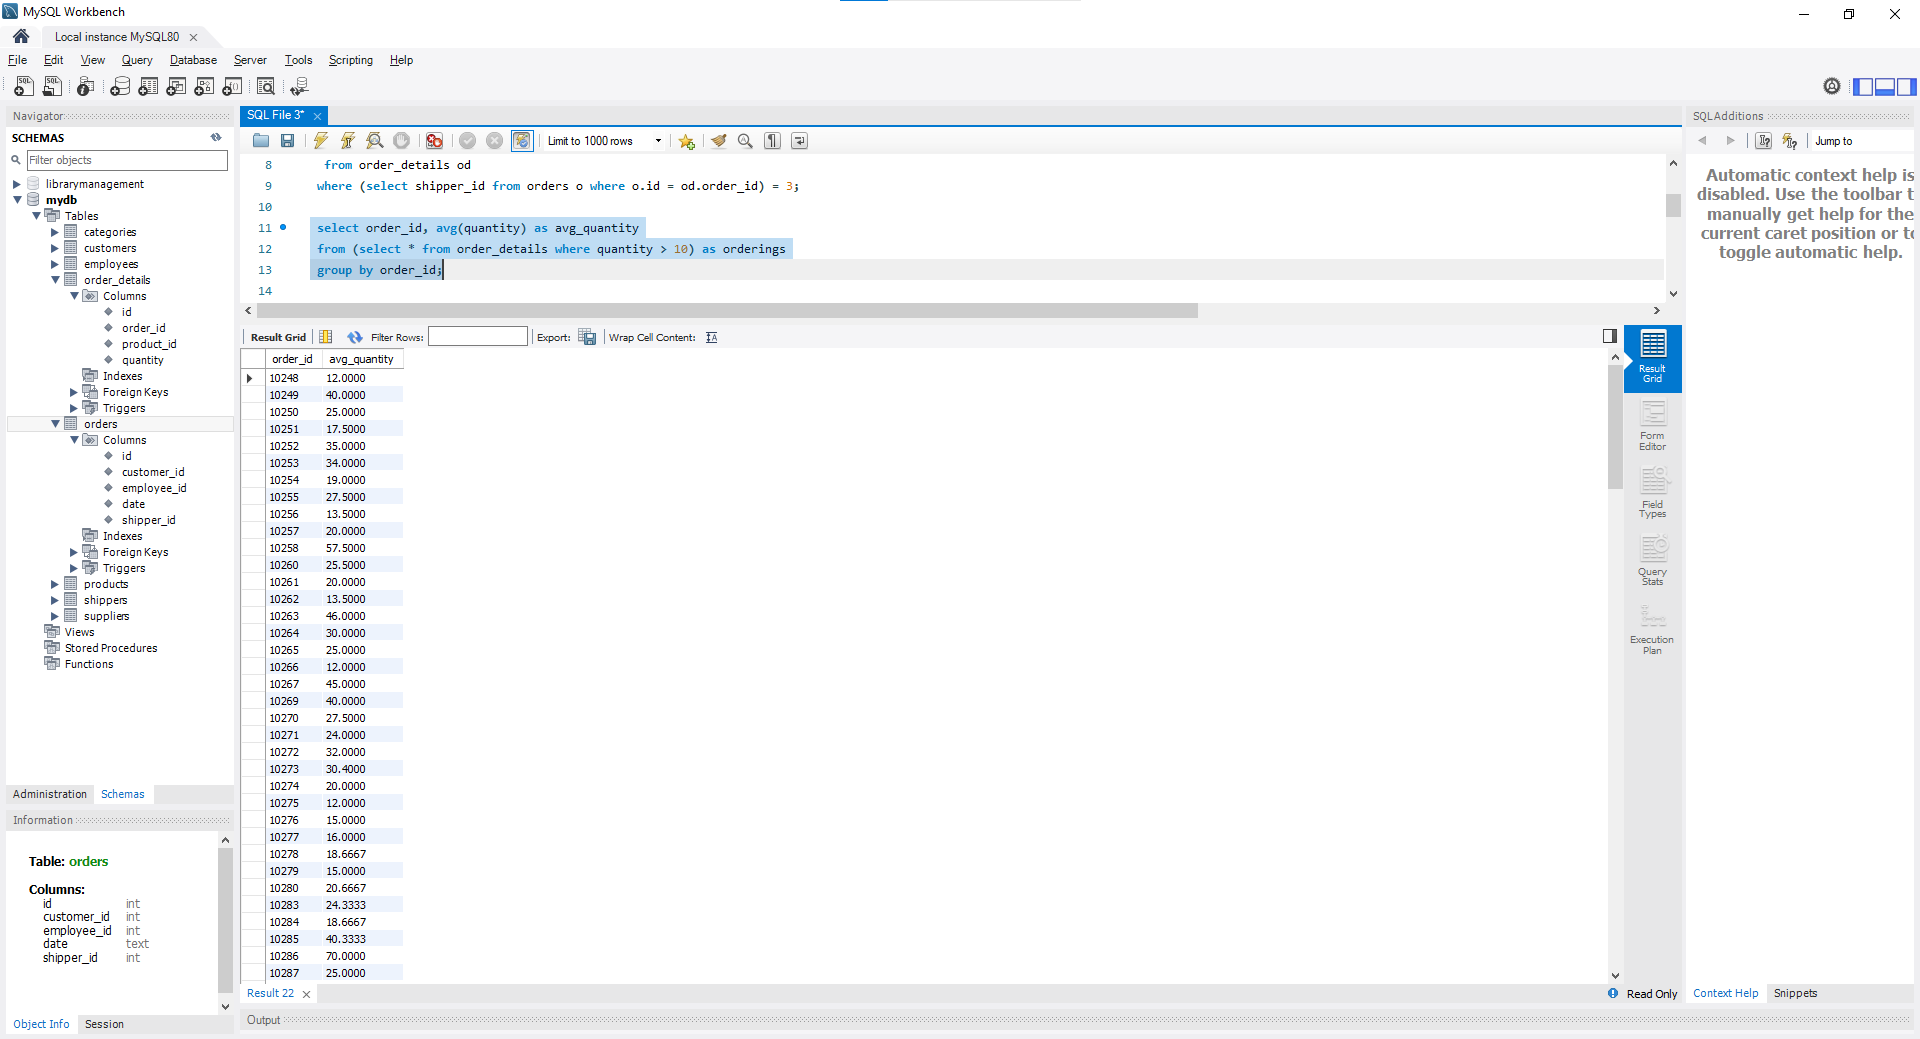 MySQL Workbench
Local instance MySQL80
File Edit View Query Database Server Tools Scripting Help
Navigator
SCHEMAS
Filter objects
librarymanagement
mydb
Tables
categories
customers
employees
order_details
Columns
id
order_id
product_id
quantity
Indexes
Foreign Keys
Triggers
orders
Columns
id
customer_id
employee_id
date
shipper_id
Indexes
Foreign Keys
Triggers
products
shippers
suppliers
Views
Stored Procedures
Functions
Administration Schemas
Information
Table: orders
Columns:
id int
customer_id int
employee_id int
date text
shipper_id int
Object Info Session
SQL File 3*
Limit to 1000 rows
8 from order_details od
9 where (select shipper_id from orders o where o.id = od.order_id) = 3;
10
11 select order_id, avg(quantity) as avg_quantity
12 from (select * from order_details where quantity > 10) as orderings
13 group by order_id;
14
Result Grid Filter Rows: Export: Wrap Cell Content:
order_id avg_quantity
10248 12.0000
10249 40.0000
10250 25.0000
10251 17.5000
10252 35.0000
10253 34.0000
10254 19.0000
10255 27.5000
10256 13.5000
10257 20.0000
10258 57.5000
10260 25.5000
10261 20.0000
10262 13.5000
10263 46.0000
10264 30.0000
10265 25.0000
10266 12.0000
10267 45.0000
10269 40.0000
10270 27.5000
10271 24.0000
10272 32.0000
10273 30.4000
10274 20.0000
10275 12.0000
10276 15.0000
10277 16.0000
10278 18.6667
10279 15.0000
10280 20.6667
10283 24.3333
10284 18.6667
10285 40.3333
10286 70.0000
10287 25.0000
Result 22
Read Only
Output
Result
Grid
Form
Editor
Field
Types
Query
Stats
Execution
Plan
SQLAdditions
Jump to
Automatic context help is
disabled. Use the toolbar t
manually get help for the
current caret position or to
toggle automatic help.
Context Help Snippets